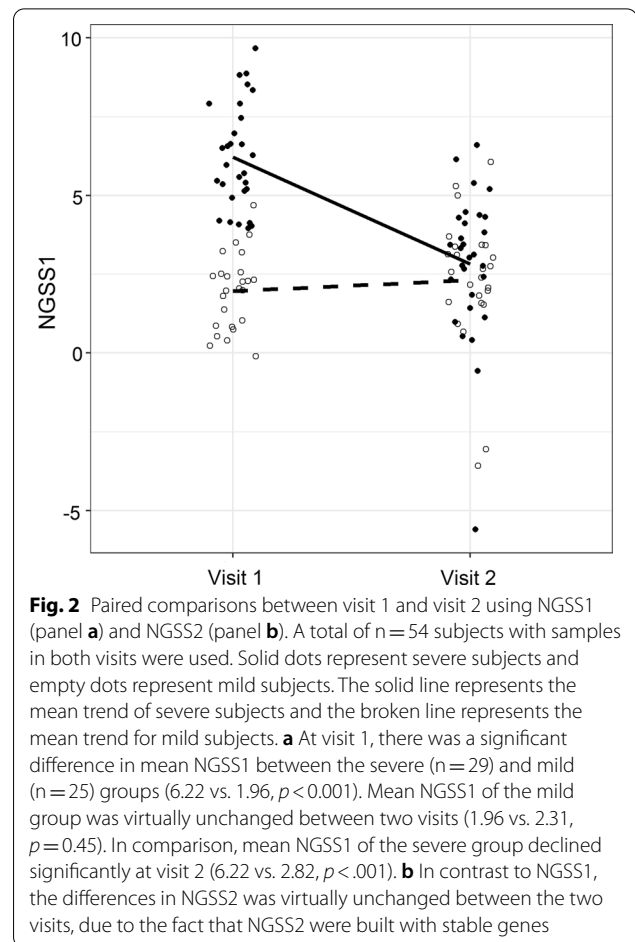 10
5
0
-5
NGSS1
Visit 1 Visit 2
Fig. 2 Paired comparisons between visit 1 and visit 2 using NGSS1
(panel a) and NGSS2 (panel b). A total of n = 54 subjects with samples
in both visits were used. Solid dots represent severe subjects and
empty dots represent mild subjects. The solid line represents the
mean trend of severe subjects and the broken line represents the
mean trend for mild subjects. a At visit 1, there was a significant
difference in mean NGSS1 between the severe (n = 29) and mild
(n = 25) groups (6.22 vs. 1.96, p < 0.001). Mean NGSS1 of the mild
group was virtually unchanged between two visits (1.96 vs. 2.31,
p = 0.45). In comparison, mean NGSS1 of the severe group declined
significantly at visit 2 (6.22 vs. 2.82, p < .001). b In contrast to NGSS1,
the differences in NGSS2 was virtually unchanged between the two
visits, due to the fact that NGSS2 were built with stable genes